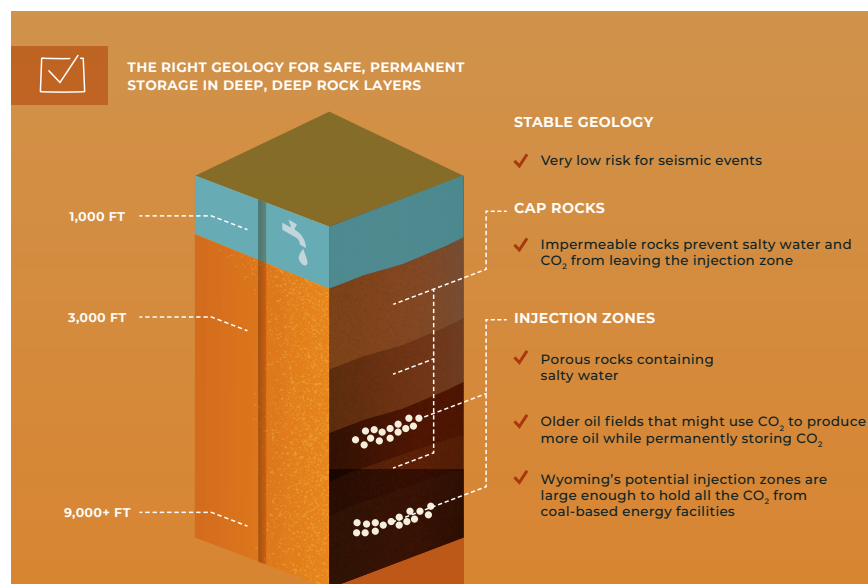 THE RIGHT GEOLOGY FOR SAFE, PERMANENT
STORAGE IN DEEP, DEEP ROCK LAYERS
1,000 FT
3,000 FT
9,000+ FT
STABLE GEOLOGY
Very low risk for seismic events
CAP ROCKS
Impermeable rocks prevent salty water and
CO₂ from leaving the injection zone
INJECTION ZONES
Porous rocks containing
salty water
Older oil fields that might use CO₂ to produce
more oil while permanently storing CO₂
Wyoming’s potential injection zones are
large enough to hold all the CO₂ from
coal-based energy facilities